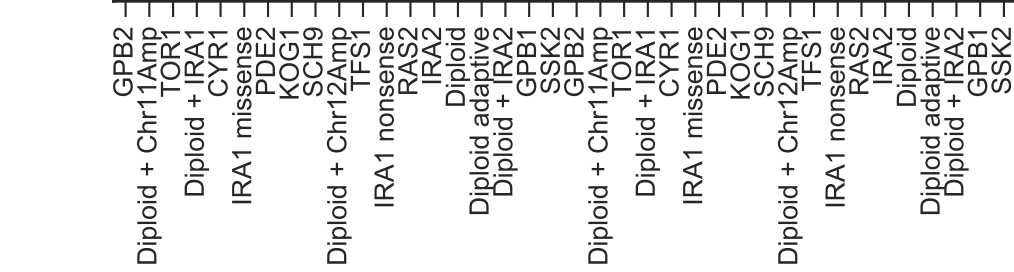 GPB2
Diploid + Chr11Amp
TOR1
Diploid + IRA1
CYR1
IRA1 missense
PDE2
KOG1
SCH9
Diploid + Chr12Amp
TFS1
IRA1 nonsense
RAS2
IRA2
Diploid
Diploid adaptive
Diploid + IRA2
GPB1
SSK2
GPB2
Diploid + Chr11Amp
TOR1
Diploid + IRA1
CYR1
IRA1 missense
PDE2
KOG1
SCH9
Diploid + Chr12Amp
TFS1
IRA1 nonsense
RAS2
IRA2
Diploid
Diploid adaptive
Diploid + IRA2
GPB1
SSK2